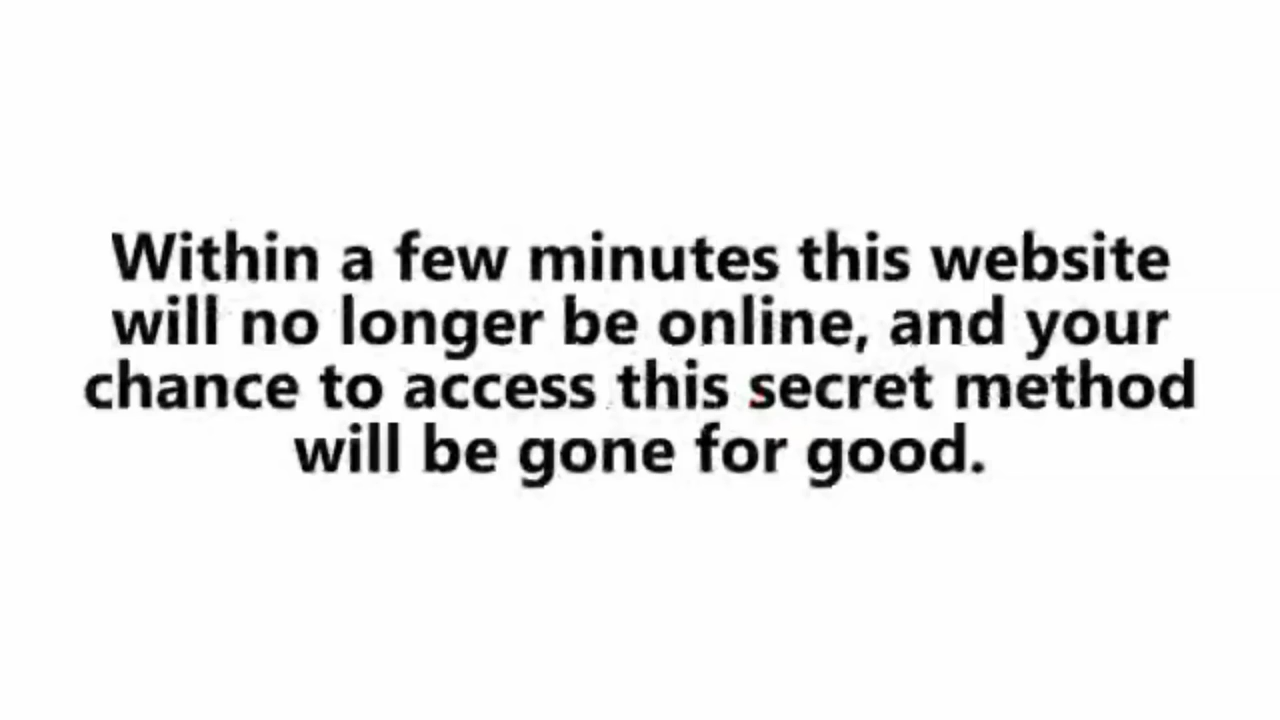 Within a few minutes this website
will no longer be online, and your
chance to access this secret method
will be gone for good.